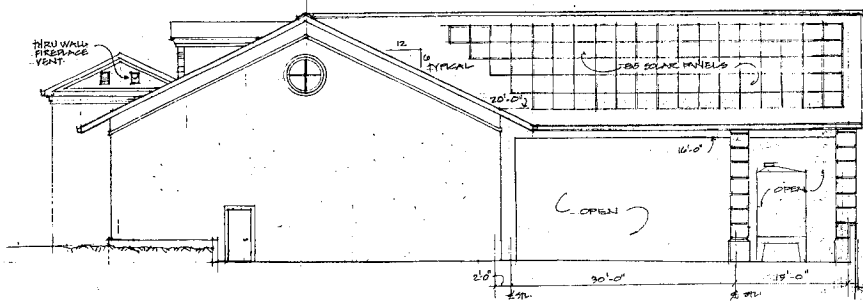 THRU WALL
FIREPLACE
VENT
12
6
TYPICAL
SOLAR PANELS
20'-0"
16'-0"
OPEN
OPEN
2'-0"
30'-0"
15'-0"